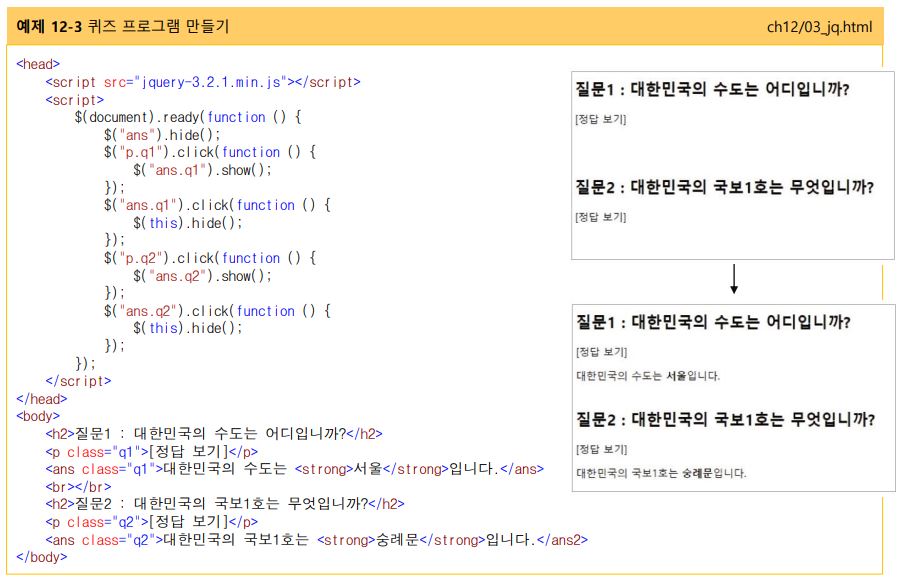 예제 12-3 퀴즈 프로그램 만들기
ch12/03_jq.html
<head>
<script src="jquery-3.2.1.min.js"></script>
<script>
$(document).ready(function () {
$("ans").hide();
$("p.q1").click(function () {
$("ans.q1").show();
});
$("ans.q1").click(function () {
$(this).hide();
});
$("p.q2").click(function () {
$("ans.q2").show();
});
$("ans.q2").click(function () {
$(this).hide();
});
});
</script>
</head>
<body>
<h2>질문1 : 대한민국의 수도는 어디입니까?</h2>
<p class="q1">[정답 보기]</p>
<ans class="q1">대한민국의 수도는 <strong>서울</strong>입니다.</ans>
<br></br>
<h2>질문2 : 대한민국의 국보1호는 무엇입니까?</h2>
<p class="q2">[정답 보기]</p>
<ans class="q2">대한민국의 국보1호는 <strong>숭례문</strong>입니다.</ans2>
</body>
질문1 : 대한민국의 수도는 어디입니까?
[정답 보기]
질문2 : 대한민국의 국보1호는 무엇입니까?
[정답 보기]
질문1 : 대한민국의 수도는 어디입니까?
[정답 보기]
대한민국의 수도는 서울입니다.
질문2 : 대한민국의 국보1호는 무엇입니까?
[정답 보기]
대한민국의 국보1호는 숭례문입니다.